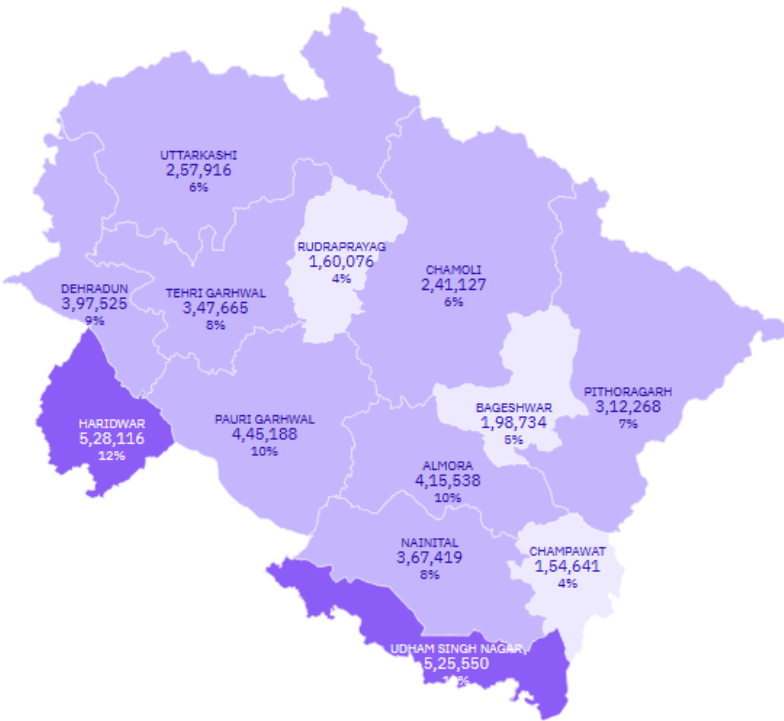 UTTARKASHI
2,57,916
6%
RUDRAPRAYAG
1,60,076
4%
CHAMOLI
2,41,127
6%
DEHRADUN
3,97,525
9%
TEHRI GARHWAL
3,47,665
8%
HARIDWAR
5,28,116
12%
PAURI GARHWAL
4,45,188
10%
BAGESHWAR
1,98,734
5%
PITHORAGARH
3,12,268
7%
ALMORA
4,15,538
10%
NAINITAL
3,67,419
8%
CHAMPAWAT
1,54,641
4%
UDHAM SINGH NAGAR
5,25,550